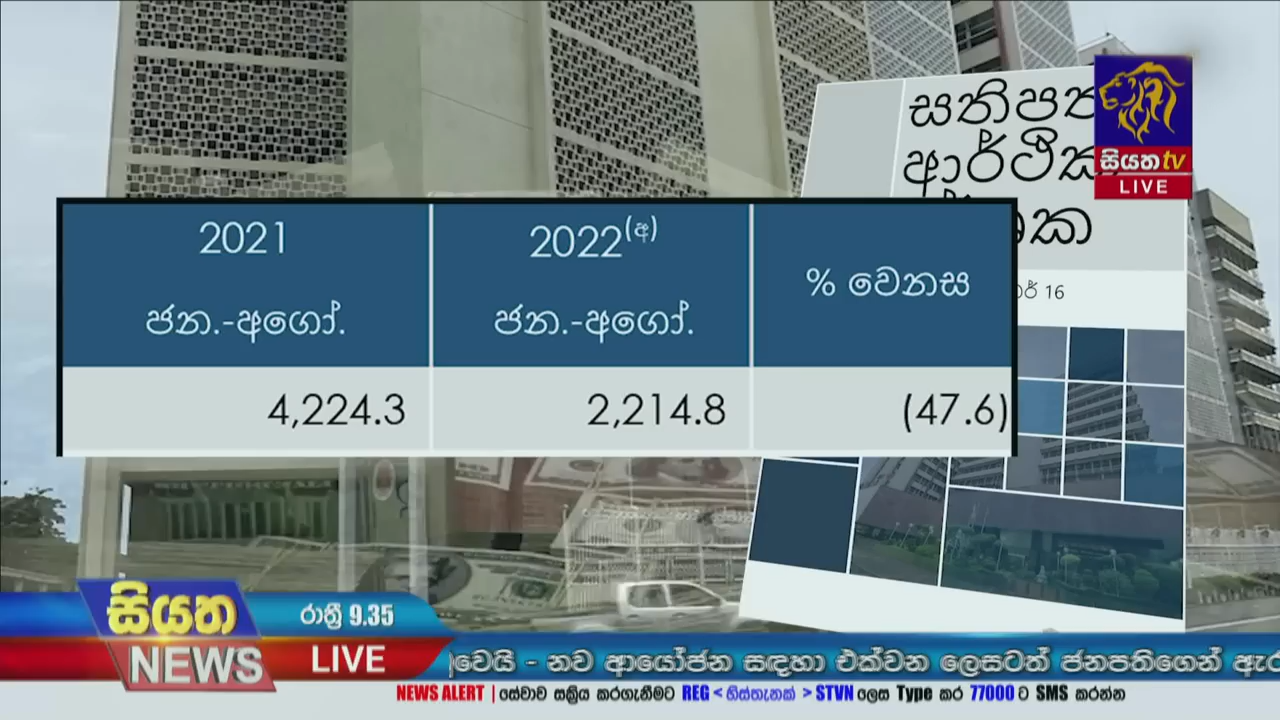 සතිපත
ආර්ථික
සියත tv
LIVE
2021
2022(අ)
% වෙනස
ජන.-අගෝ.
ජන.-අගෝ.
4,224.3
2,214.8
(47.6)
16
සියත
රාත්‍රී 9.35
NEWS
LIVE
- නව ආයෝජන සඳහා එක්වන ලෙසටත් ජනපතිගෙන්
NEWS ALERT | සේවාව සක්‍රිය කරගැනීමට REG < හිස්තැනක් > STVN ලෙස Type කර 77000 ට SMS කරන්න